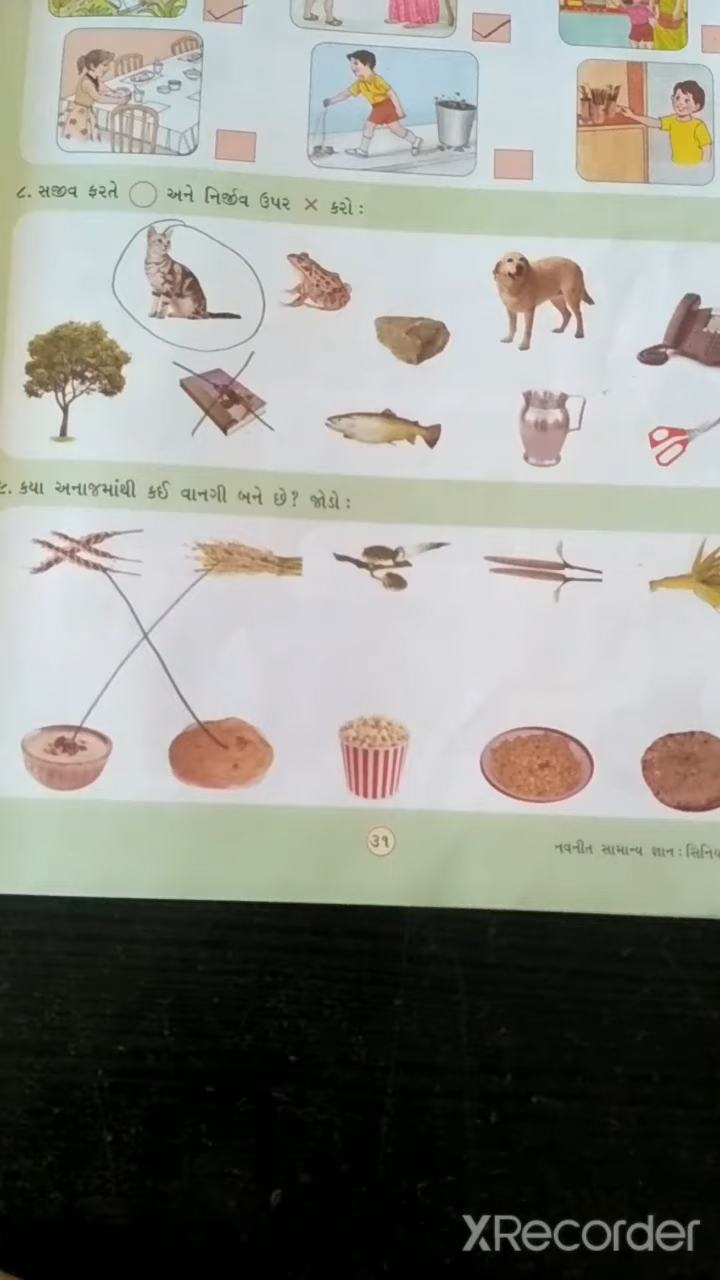 ૮. સજીવ ફરતે ◯ અને નિર્જીવ ઉપર × કરો :
૯. કયા અનાજમાંથી કઈ વાનગી બને છે? જોડો :
૩૧
નવનીત સામાન્ય જ્ઞાન : સિનિય
XRecorder